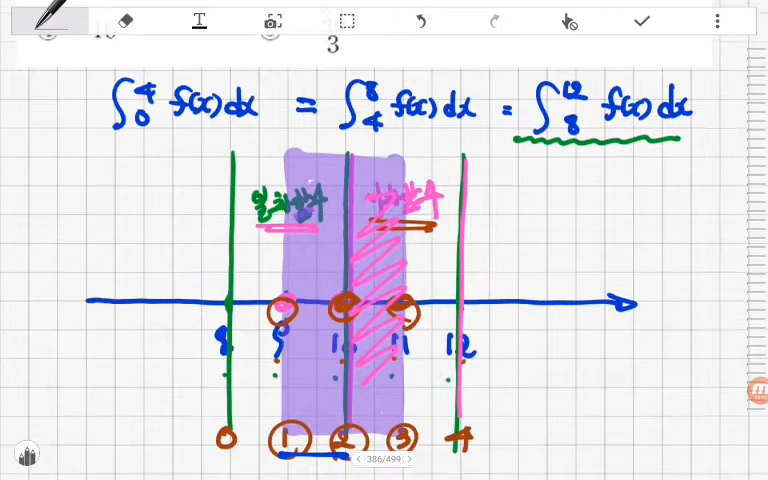 T
3
∫₀⁴ f(x)dx = ∫₄⁸ f(x)dx = ∫₈¹² f(x)dx
8 9 10 11 12
0 ① ② ③ 4
386/499